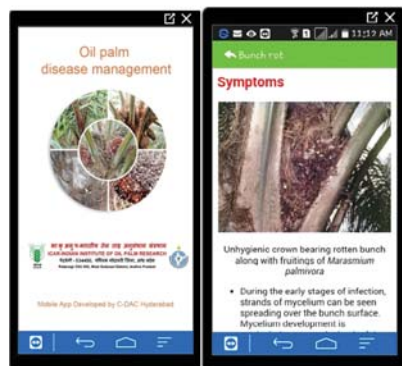 Oil palm
disease management
ICAR-INDIAN INSTITUTE OF OIL PALM RESEARCH
Mobile App Developed by C-DAC Hyderabad
11:19 AM
Bunch rot
Symptoms
Unhygienic crown bearing rotten bunch
along with fruitings of Marasmium
palmivora
• During the early stages of infection,
strands of mycelium can be seen
spreading over the bunch surface.
Mycelium development is